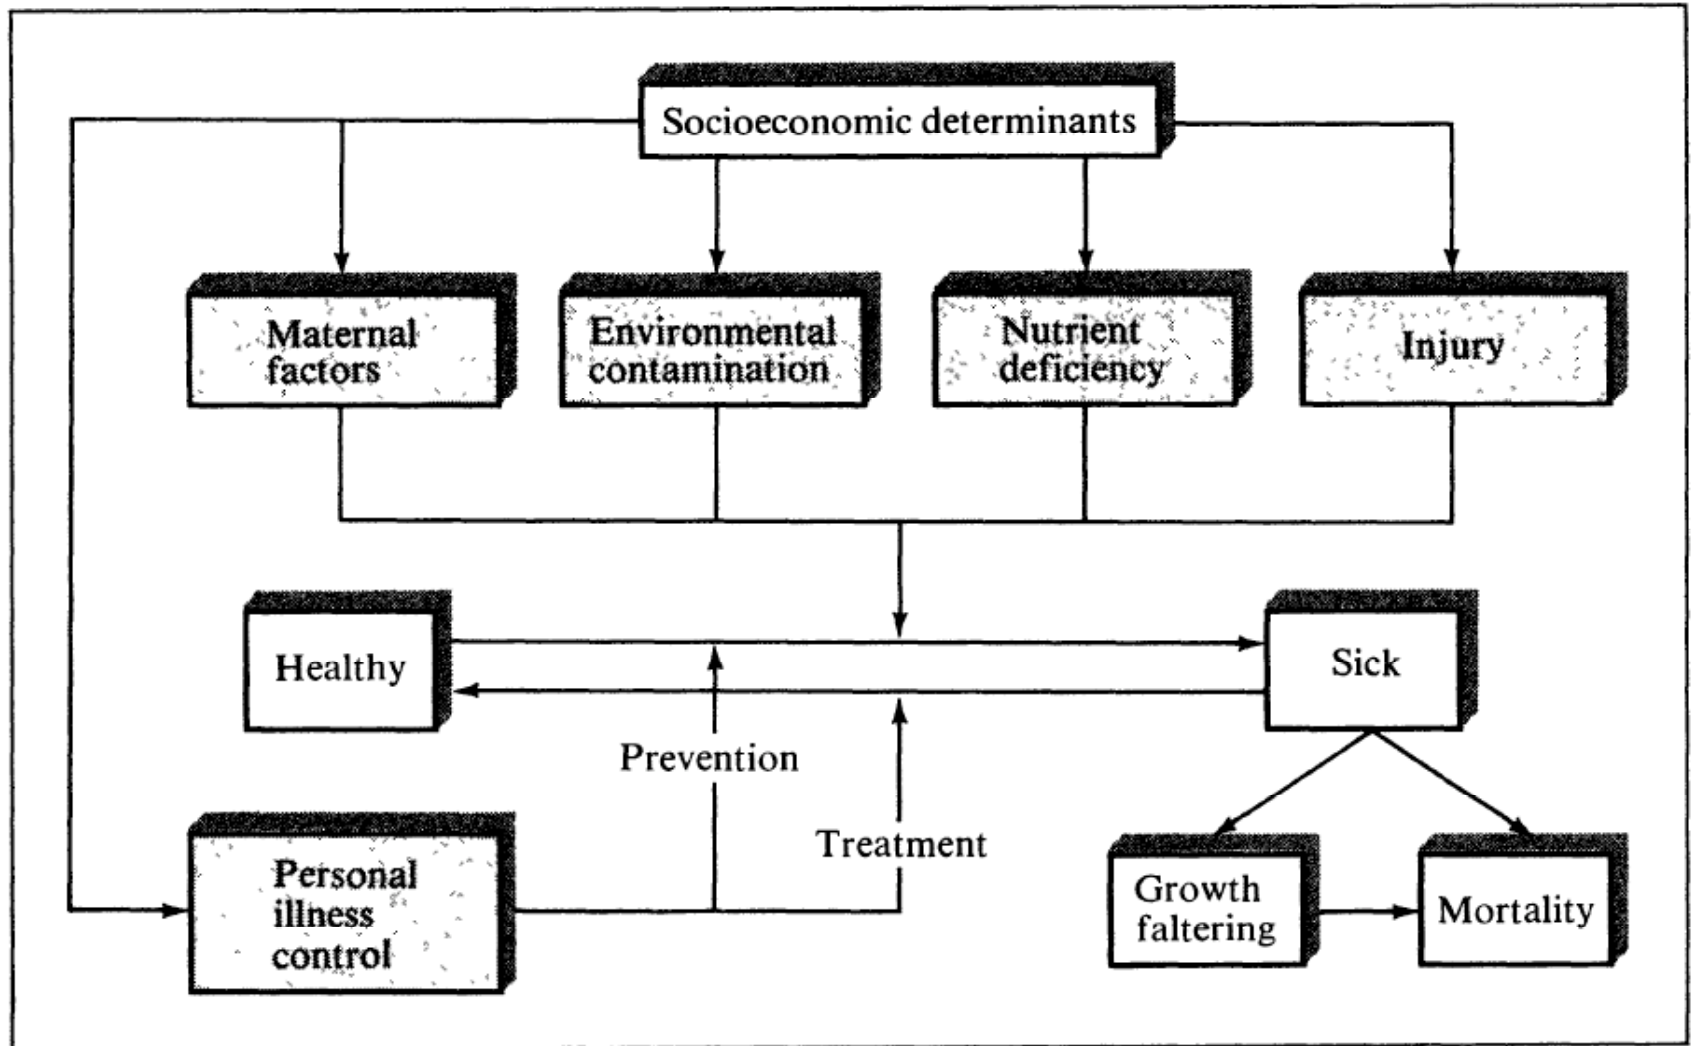 Socioeconomic determinants
Maternal
factors
Environmental
contamination
Nutrient
deficiency
Injury
Healthy
Sick
Prevention
Treatment
Personal
illness
control
Growth
faltering
Mortality